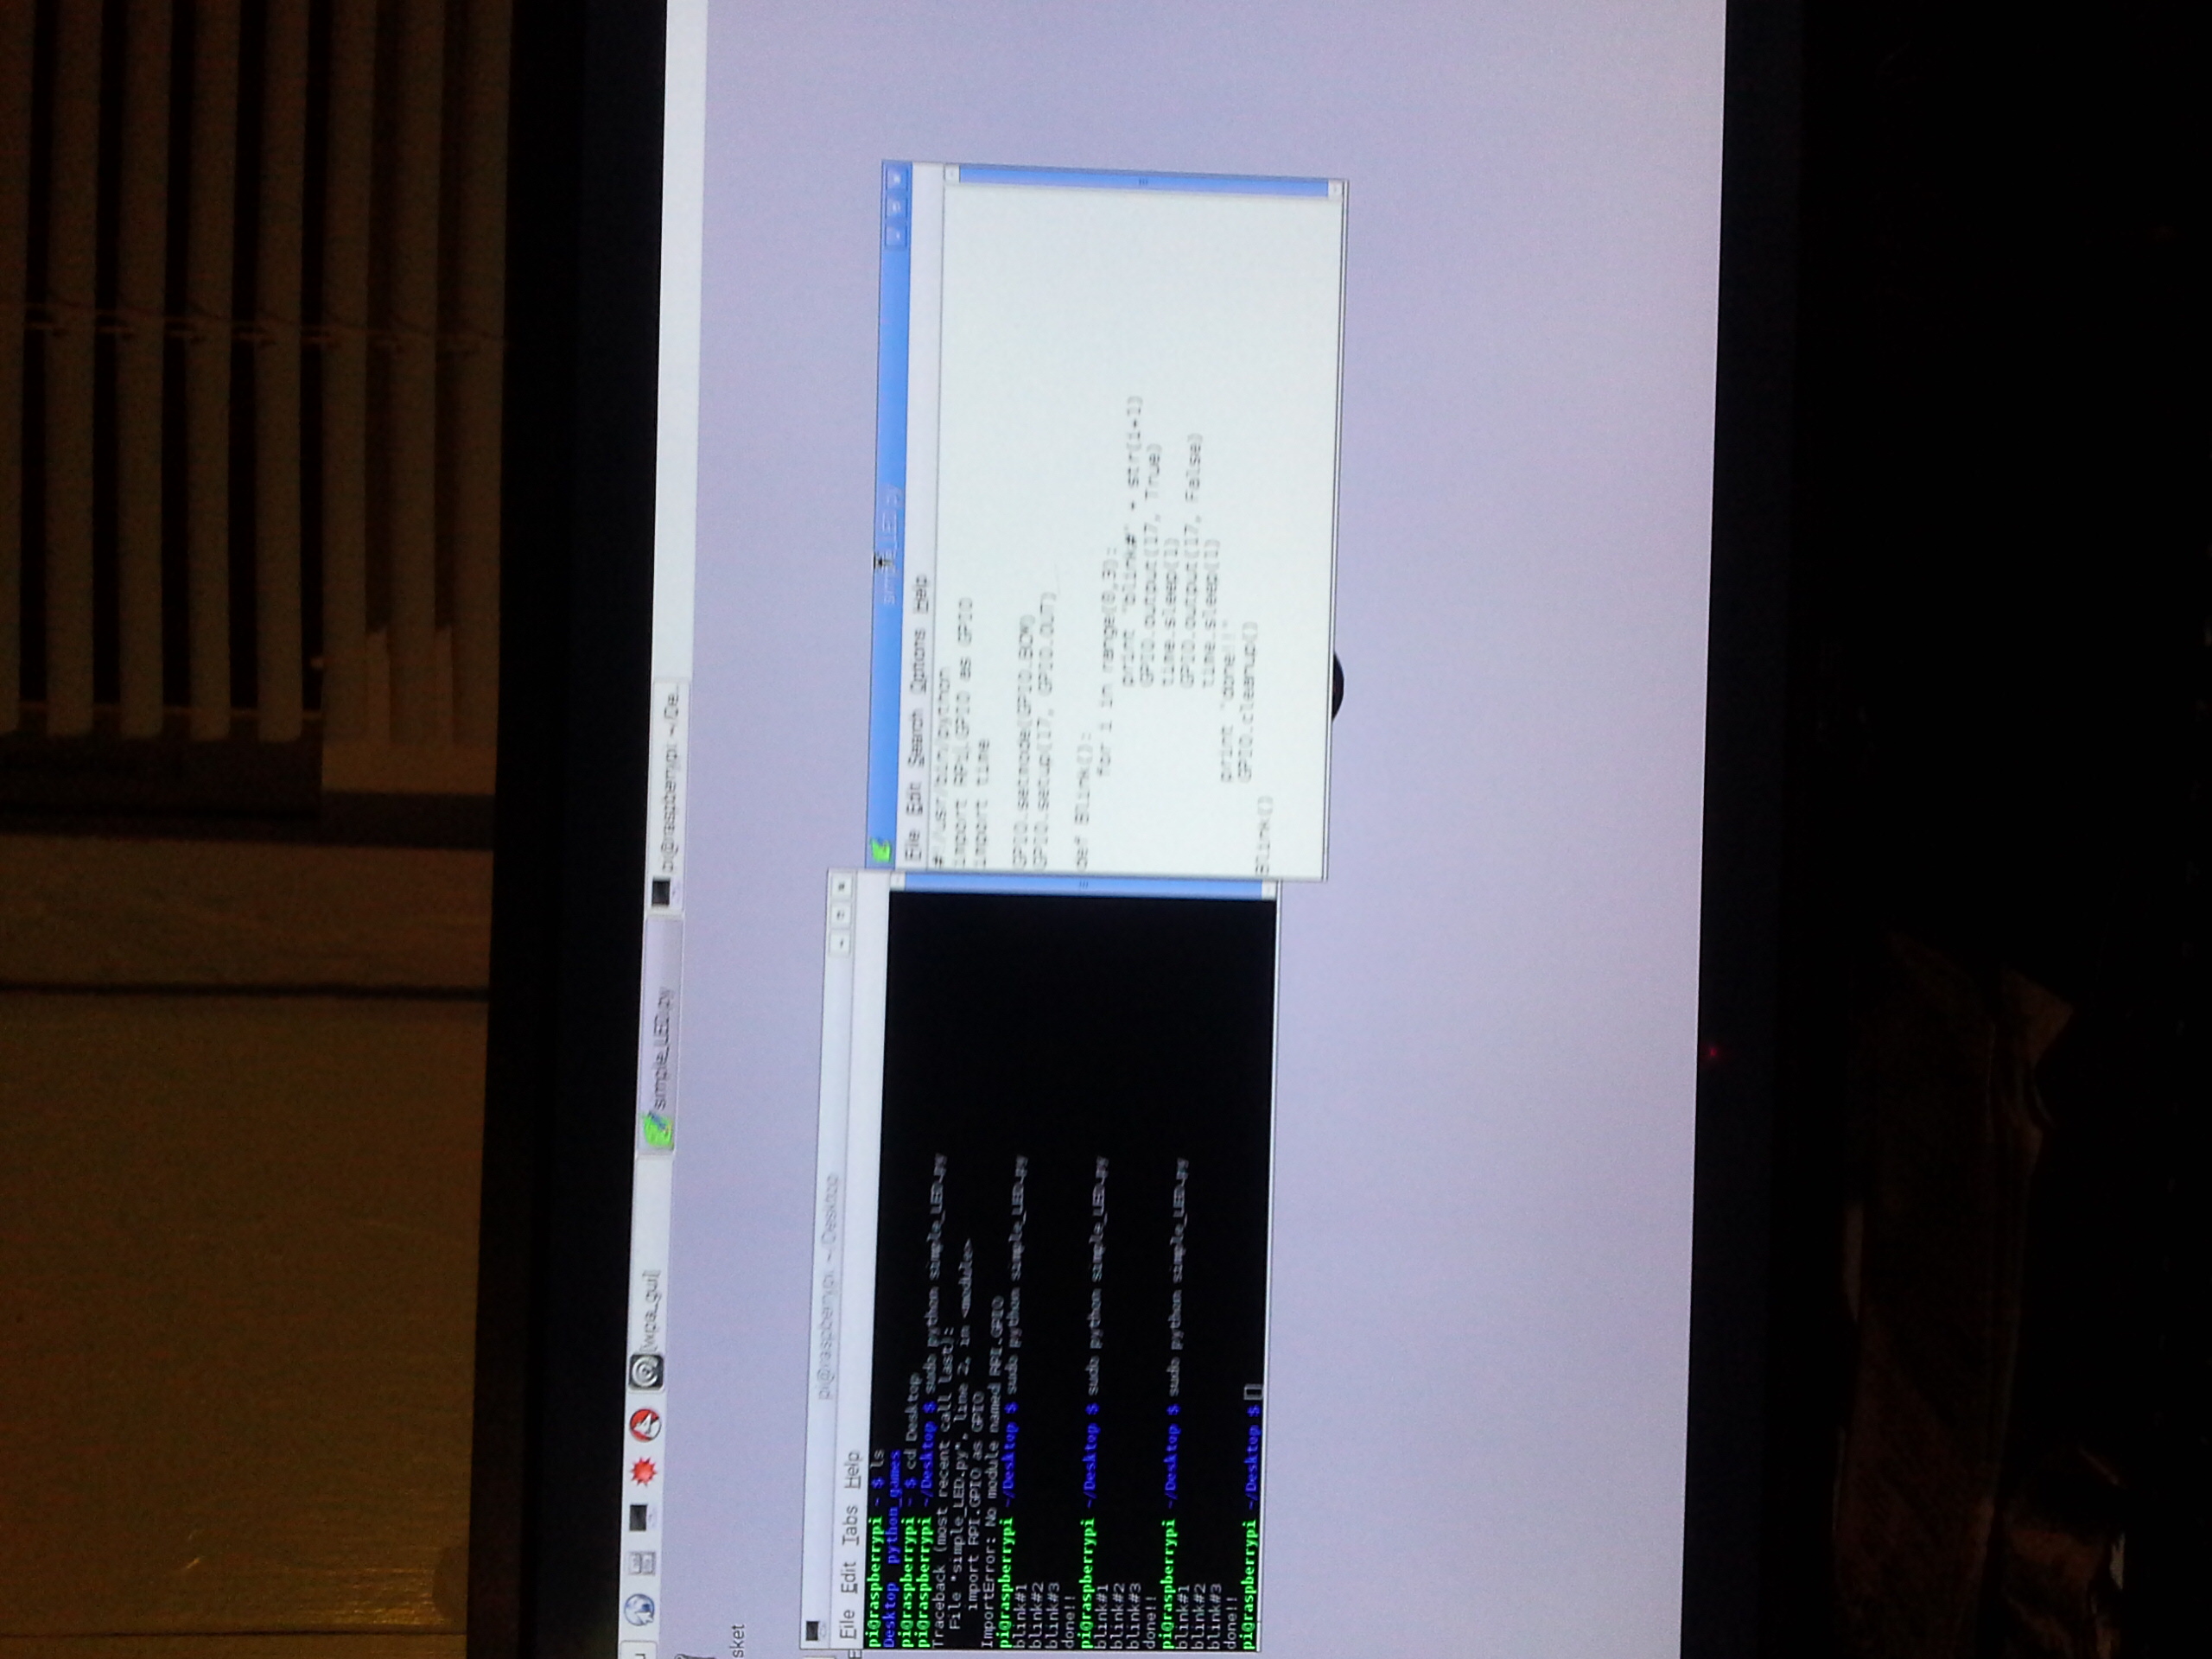 [wpa_gui]
simple_LED.py
pi@raspberrypi: ~/De...
sket
pi@raspberrypi: ~/Desktop
File Edit Tabs Help
pi@raspberrypi ~ $ ls
Desktop python_games
pi@raspberrypi ~ $ cd Desktop
pi@raspberrypi ~/Desktop $ sudo python simple_LED.py
Traceback (most recent call last):
File "simple_LED.py", line 2, in <module>
import RPI.GPIO as GPIO
ImportError: No module named RPI.GPIO
pi@raspberrypi ~/Desktop $ sudo python simple_LED.py
blink#1
blink#2
blink#3
done!!
pi@raspberrypi ~/Desktop $ sudo python simple_LED.py
blink#1
blink#2
blink#3
done!!
pi@raspberrypi ~/Desktop $ sudo python simple_LED.py
blink#1
blink#2
blink#3
done!!
pi@raspberrypi ~/Desktop $
simple_LED.py
File Edit Search Options Help
#!/usr/bin/python
import RPi.GPIO as GPIO
import time
GPIO.setmode(GPIO.BCM)
GPIO.setup(17, GPIO.OUT)
def Blink():
for i in range(0,3):
print "blink#" + str(i+1)
GPIO.output(17, True)
time.sleep(1)
GPIO.output(17, False)
time.sleep(1)
print "done!!"
GPIO.cleanup()
Blink()